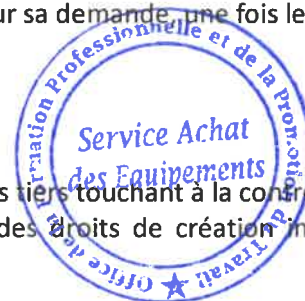 ur sa demande, une fois le
Office de la Formation Professionnelle et de la Promotion du Travail
Service Achat
des Equipements
s tiers touchant à la
des droits de création